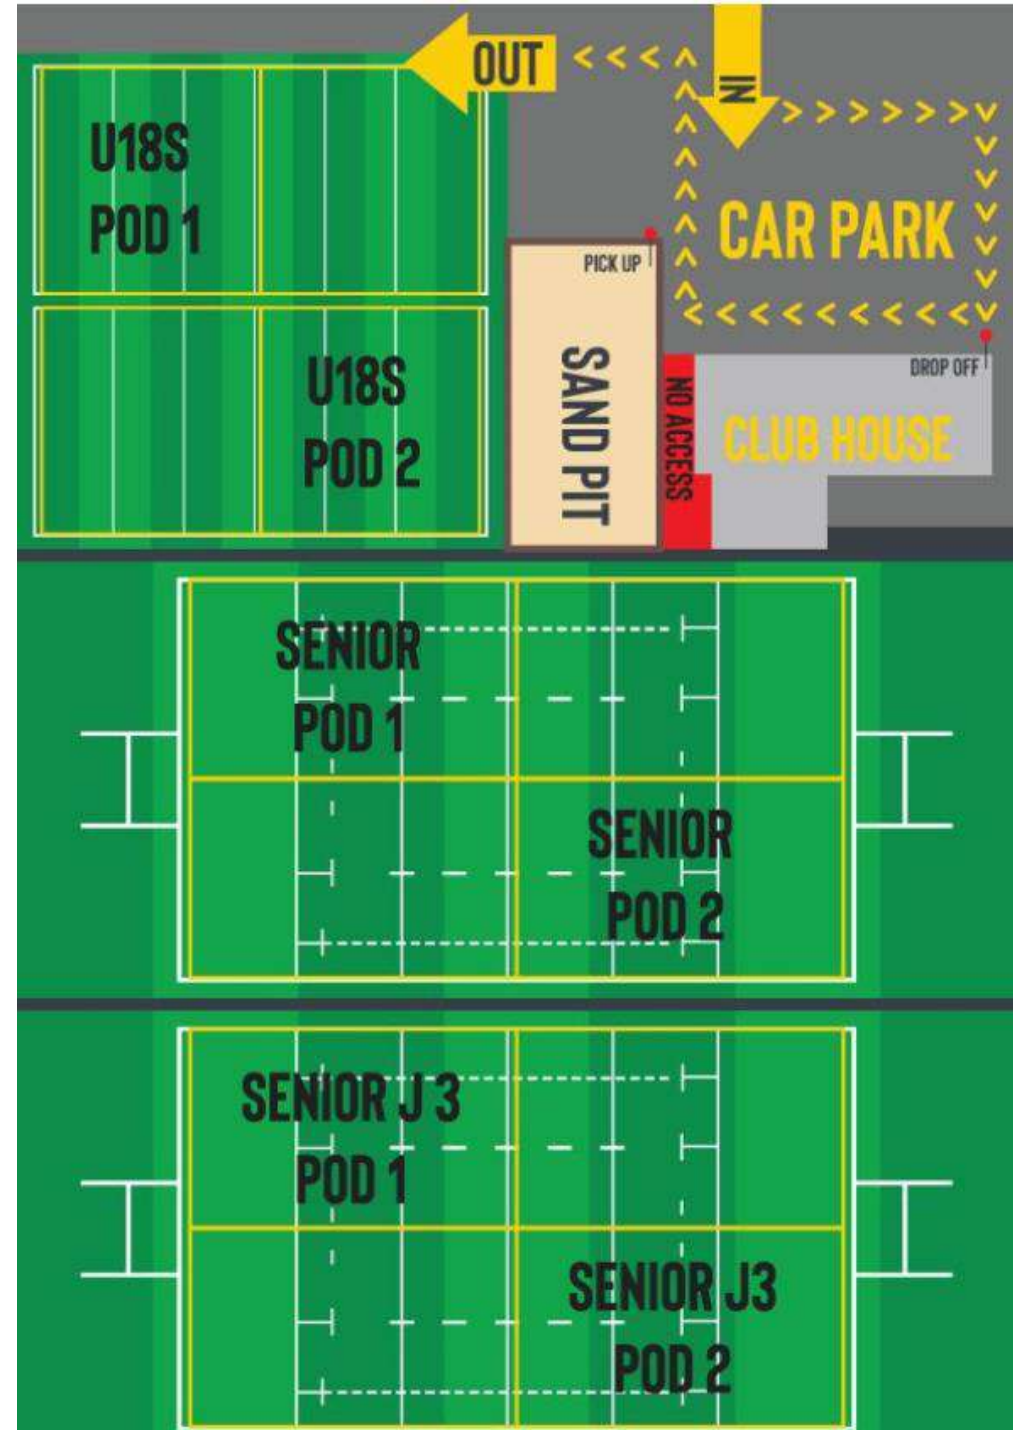 OUT
IN
U18S
POD 1
CAR PARK
PICK UP
SAND PIT
DROP OFF
NO ACCESS
CLUB HOUSE
U18S
POD 2
SENIOR
POD 1
SENIOR
POD 2
SENIOR J 3
POD 1
SENIOR J3
POD 2